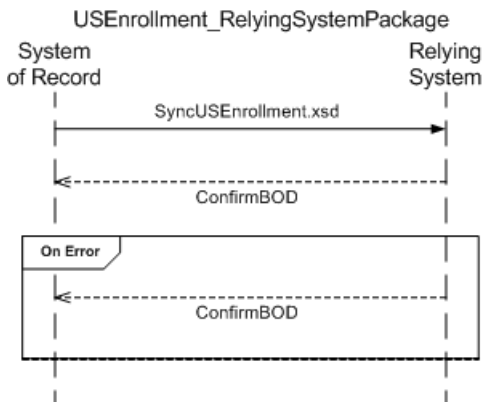 USEnrollment_RelyingSystemPackage
System
of Record
Relying
System
SyncUSEnrollment.xsd
ConfirmBOD
On Error
ConfirmBOD